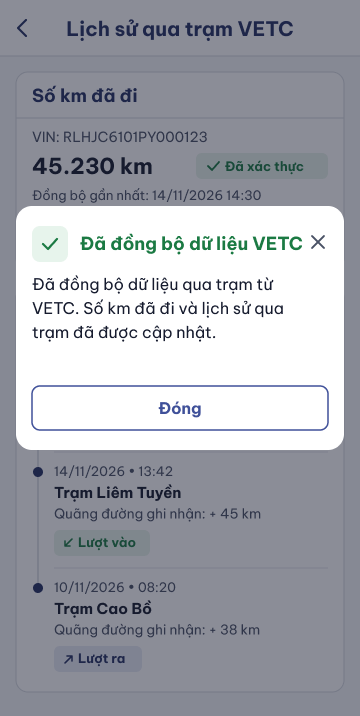 Lịch sử qua trạm VETC
Số km đã đi
VIN: RLHJC6101PY000123
45.230 km
Đã xác thực
Đồng bộ gần nhất: 14/11/2026 14:30
Đã đồng bộ dữ liệu VETC
Đã đồng bộ dữ liệu qua trạm từ
VETC. Số km đã đi và lịch sử qua
trạm đã được cập nhật.
Đóng
14/11/2026 • 13:42
Trạm Liêm Tuyền
Quãng đường ghi nhận: + 45 km
Lượt vào
10/11/2026 • 08:20
Trạm Cao Bồ
Quãng đường ghi nhận: + 38 km
Lượt ra